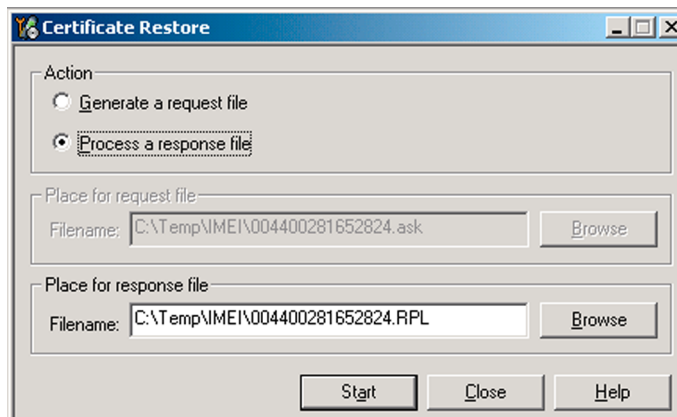 Certificate Restore
Action
Generate a request file
Process a response file
Place for request file
Filename: C:\Temp\IMEI\004400281652824.ask Browse
Place for response file
Filename: C:\Temp\IMEI\004400281652824.RPL Browse
Start Close Help